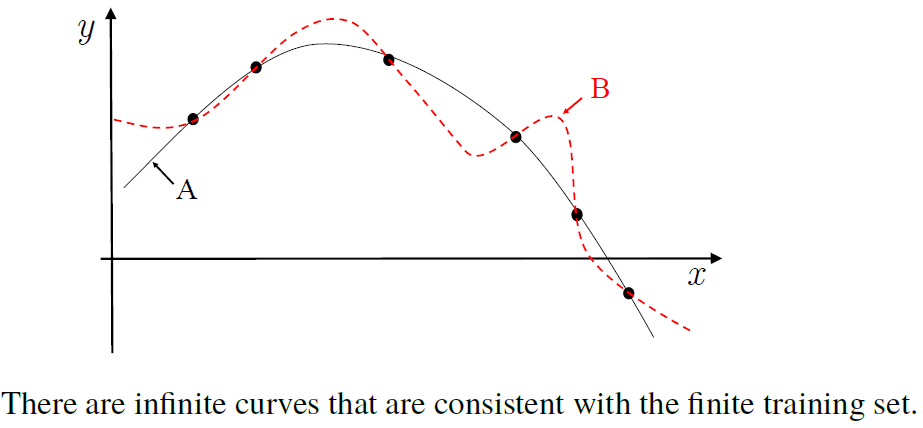 y
B
A
x
There are infinite curves that are consistent with the finite training set.